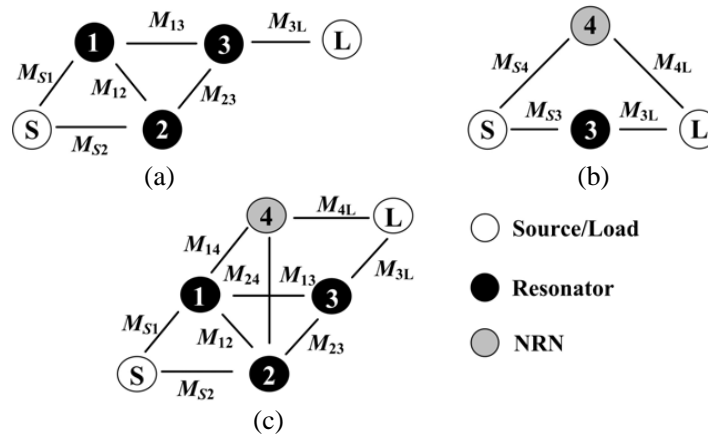 1 M13 3 M3L L
MS1 M12 M23
S MS2 2
(a)
4
MS4 M4L
S MS3 3 M3L L
(b)
4 M4L L
M14 M24 M13 M3L
1 3
MS1 M12 M23
S MS2 2
(c)
Source/Load
Resonator
NRN